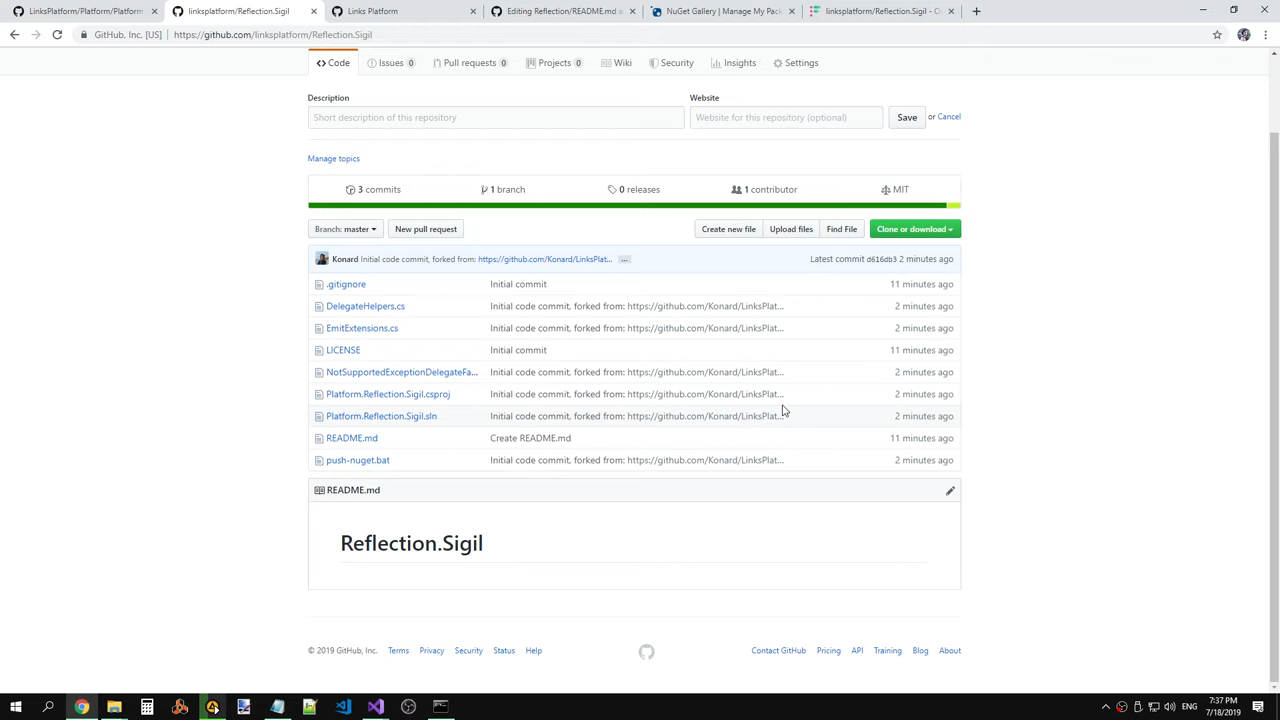 LinksPlatform/Platform/Platform
linksplatform/Reflection.Sigil
Links Platform
Editing Reflection/README.md a
NuGet Gallery | Manage My Pack
linksplatform/Reflection.Sigil - Ov
GitHub, Inc. [US] | https://github.com/linksplatform/Reflection.Sigil
Code Issues 0 Pull requests 0 Projects 0 Wiki Security Insights Settings
Description Website
Short description of this repository Website for this repository (optional) Save or Cancel
Manage topics
3 commits 1 branch 0 releases 1 contributor MIT
Branch: master New pull request Create new file Upload files Find File Clone or download
Konard Initial code commit, forked from: https://github.com/Konard/LinksPlat... ... Latest commit d616db3 2 minutes ago
.gitignore Initial commit 11 minutes ago
DelegateHelpers.cs Initial code commit, forked from: https://github.com/Konard/LinksPlat... 2 minutes ago
EmitExtensions.cs Initial code commit, forked from: https://github.com/Konard/LinksPlat... 2 minutes ago
LICENSE Initial commit 11 minutes ago
NotSupportedExceptionDelegateFa... Initial code commit, forked from: https://github.com/Konard/LinksPlat... 2 minutes ago
Platform.Reflection.Sigil.csproj Initial code commit, forked from: https://github.com/Konard/LinksPlat... 2 minutes ago
Platform.Reflection.Sigil.sln Initial code commit, forked from: https://github.com/Konard/LinksPlat... 2 minutes ago
README.md Create README.md 11 minutes ago
push-nuget.bat Initial code commit, forked from: https://github.com/Konard/LinksPlat... 2 minutes ago
README.md
Reflection.Sigil
© 2019 GitHub, Inc. Terms Privacy Security Status Help Contact GitHub Pricing API Training Blog About
ENG
7:37 PM
7/18/2019